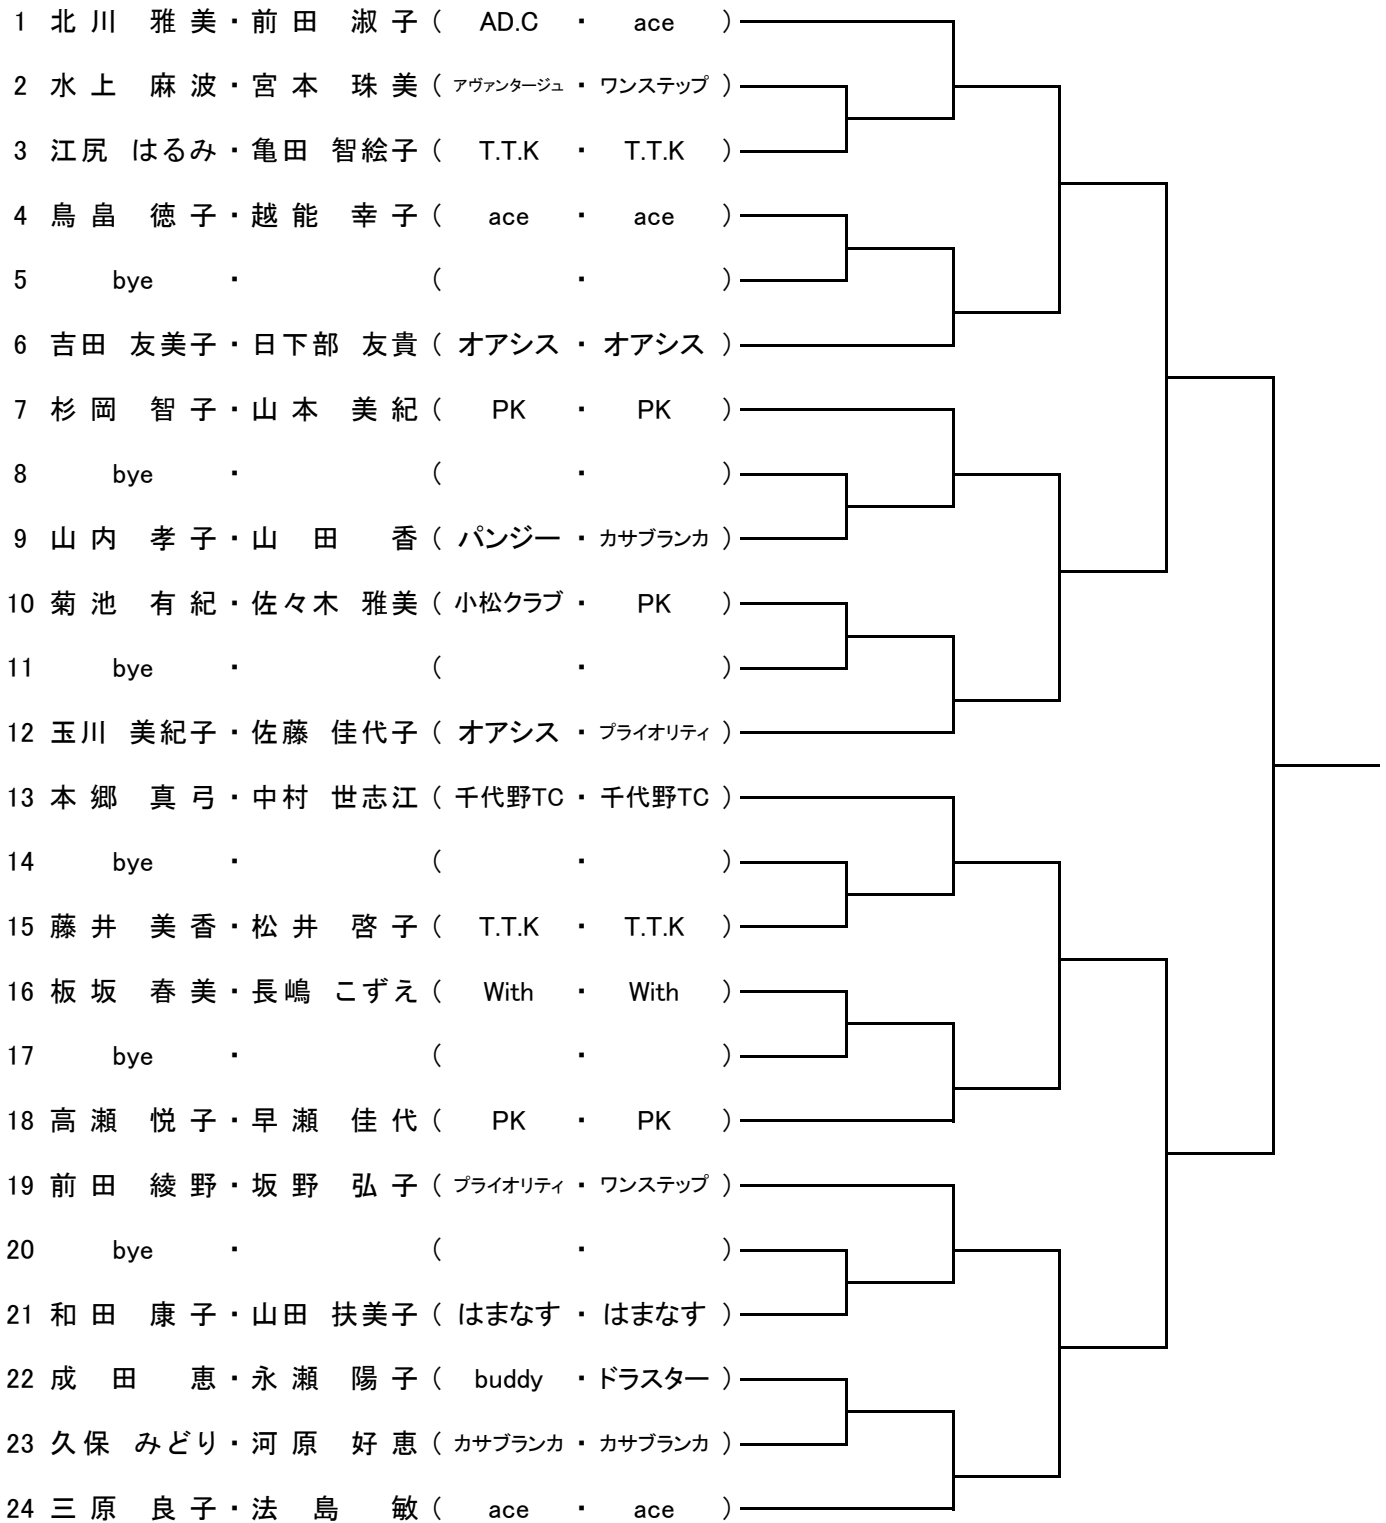 1 北川 雅美・前田 淑子 ( AD.C ・ ace )
2 水上 麻波・宮本 珠美 ( アヴァンタージュ ・ ワンステップ )
3 江尻 はるみ・亀田 智絵子 ( T.T.K ・ T.T.K )
4 鳥畠 徳子・越能 幸子 ( ace ・ ace )
5 bye ・ ( ・ )
6 吉田 友美子・日下部 友貴 ( オアシス ・ オアシス )
7 杉岡 智子・山本 美紀 ( PK ・ PK )
8 bye ・ ( ・ )
9 山内 孝子・山田 香 ( パンジー ・ カサブランカ )
10 菊池 有紀・佐々木 雅美 ( 小松クラブ ・ PK )
11 bye ・ ( ・ )
12 玉川 美紀子・佐藤 佳代子 ( オアシス ・ プライオリティ )
13 本郷 真弓・中村 世志江 ( 千代野TC ・ 千代野TC )
14 bye ・ ( ・ )
15 藤井 美香・松井 啓子 ( T.T.K ・ T.T.K )
16 板坂 春美・長嶋 こずえ ( With ・ With )
17 bye ・ ( ・ )
18 高瀬 悦子・早瀬 佳代 ( PK ・ PK )
19 前田 綾野・坂野 弘子 ( プライオリティ ・ ワンステップ )
20 bye ・ ( ・ )
21 和田 康子・山田 扶美子 ( はまなす ・ はまなす )
22 成田 恵・永瀬 陽子 ( buddy ・ ドラスター )
23 久保 みどり・河原 好恵 ( カサブランカ ・ カサブランカ )
24 三原 良子・法島 敏 ( ace ・ ace )